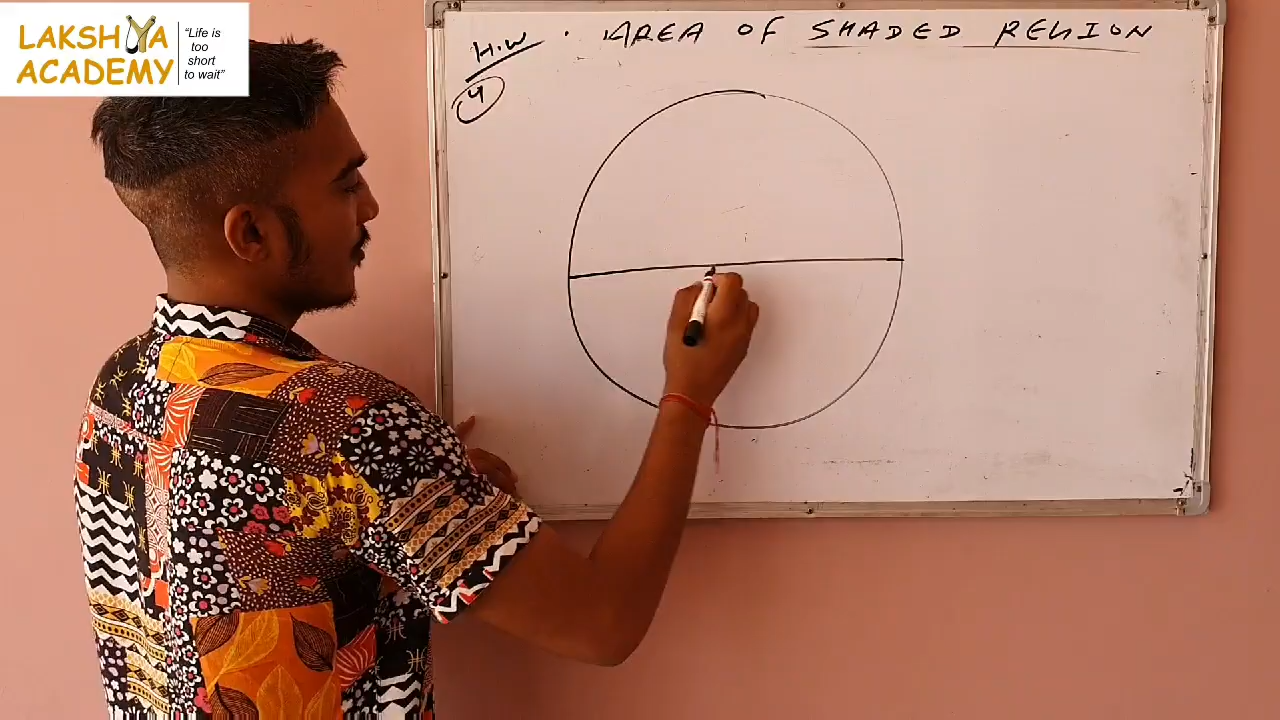 LAKSHYA
ACADEMY
“Life is
too
short
to wait”
H.W . AREA OF SHADED REGION
4